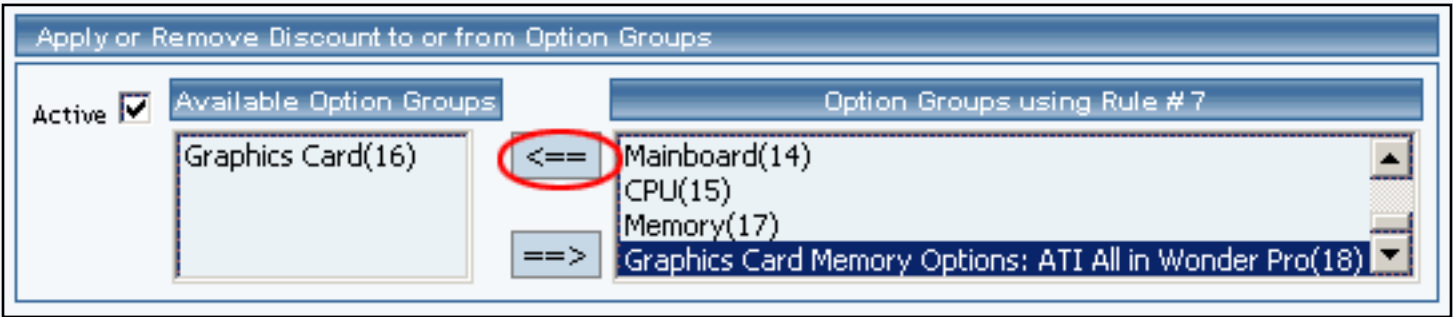 Apply or Remove Discount to or from Option Groups
Active
Available Option Groups
Option Groups using Rule # 7
Graphics Card(16)
<==
==>
Mainboard(14)
CPU(15)
Memory(17)
Graphics Card Memory Options: ATI All in Wonder Pro(18)